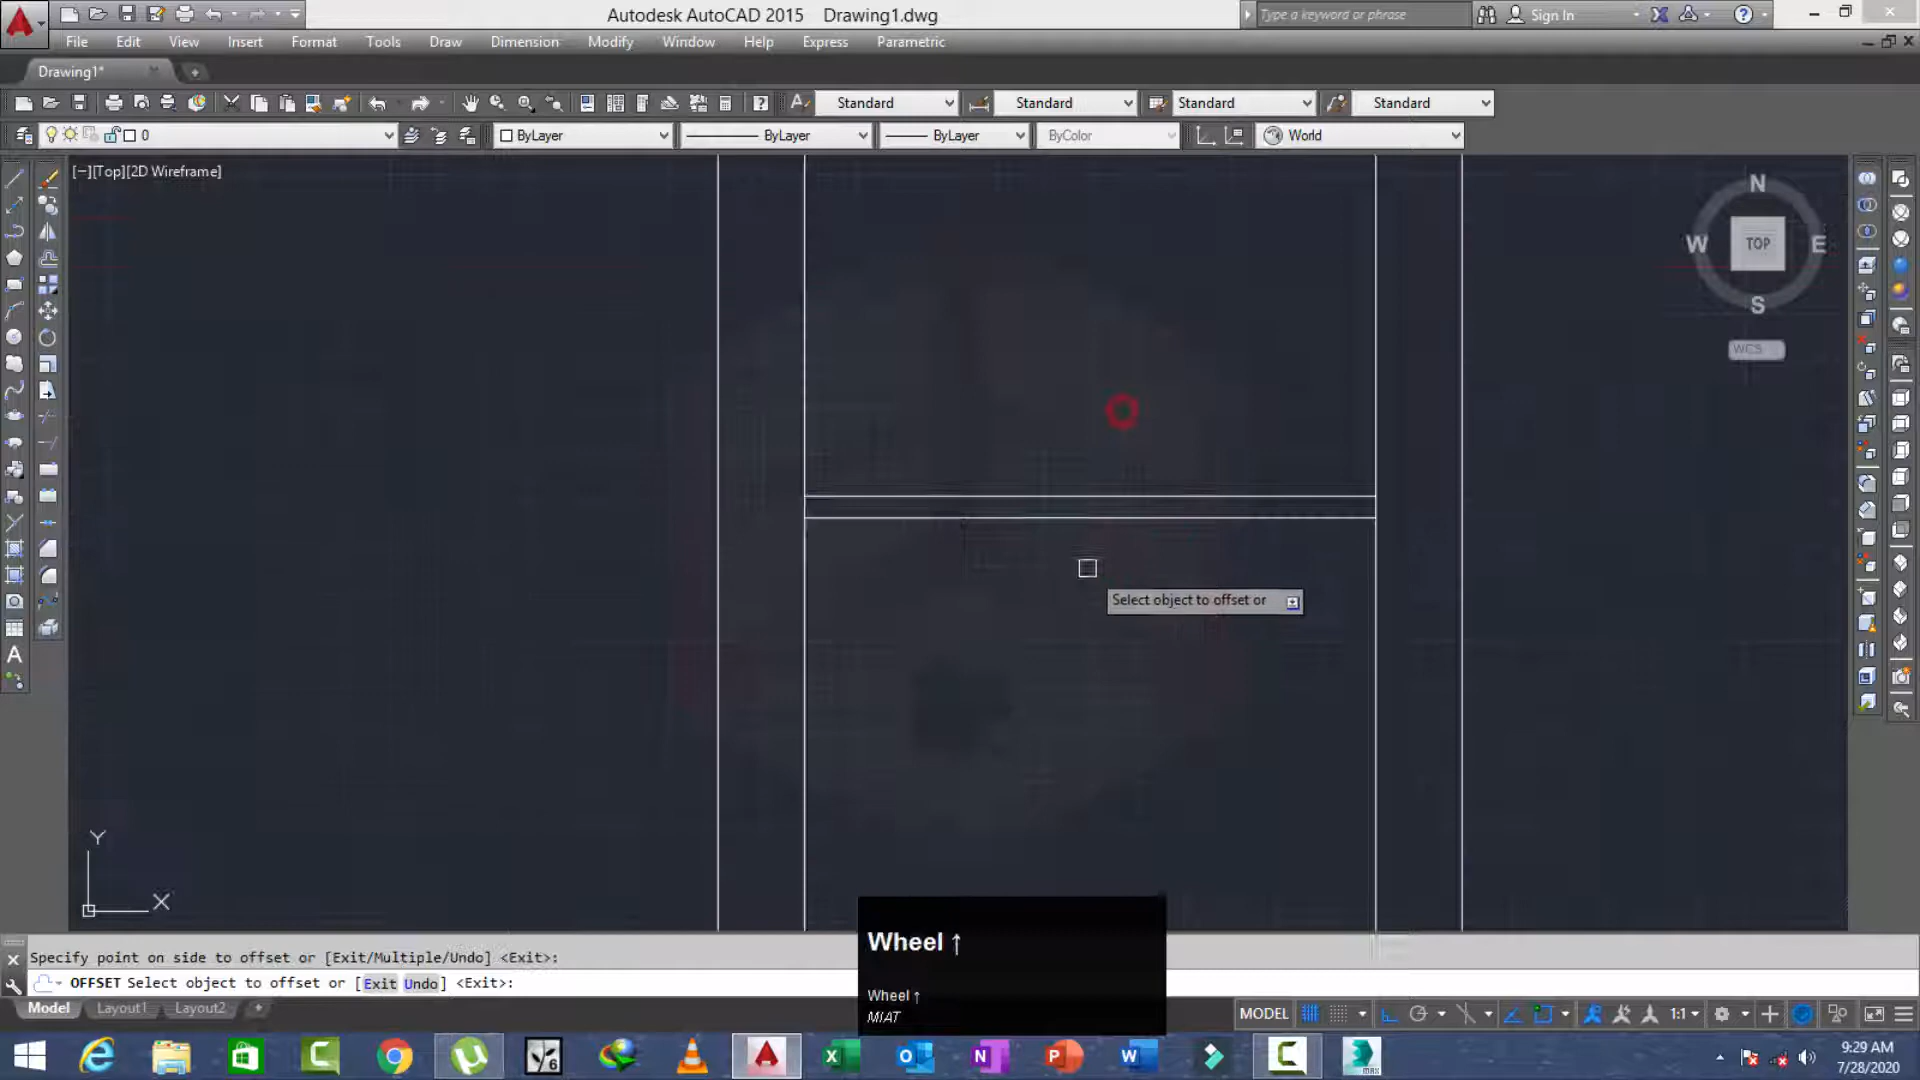 Autodesk AutoCAD 2015 Drawing1.dwg
Type a keyword or phrase
Sign In
File Edit View Insert Format Tools Draw Dimension Modify Window Help Express Parametric
Drawing1*
Standard Standard Standard Standard
0 ByLayer ByLayer ByLayer ByColor World
[−][Top][2D Wireframe]
N
W TOP E
S
WCS
Select object to offset or
Y
X
Wheel ↑
Wheel ↑
MIAT
Specify point on side to offset or [Exit/Multiple/Undo] <Exit>:
OFFSET Select object to offset or [Exit Undo] <Exit>:
Model Layout1 Layout2 +
MODEL 1:1
9:29 AM
7/28/2020